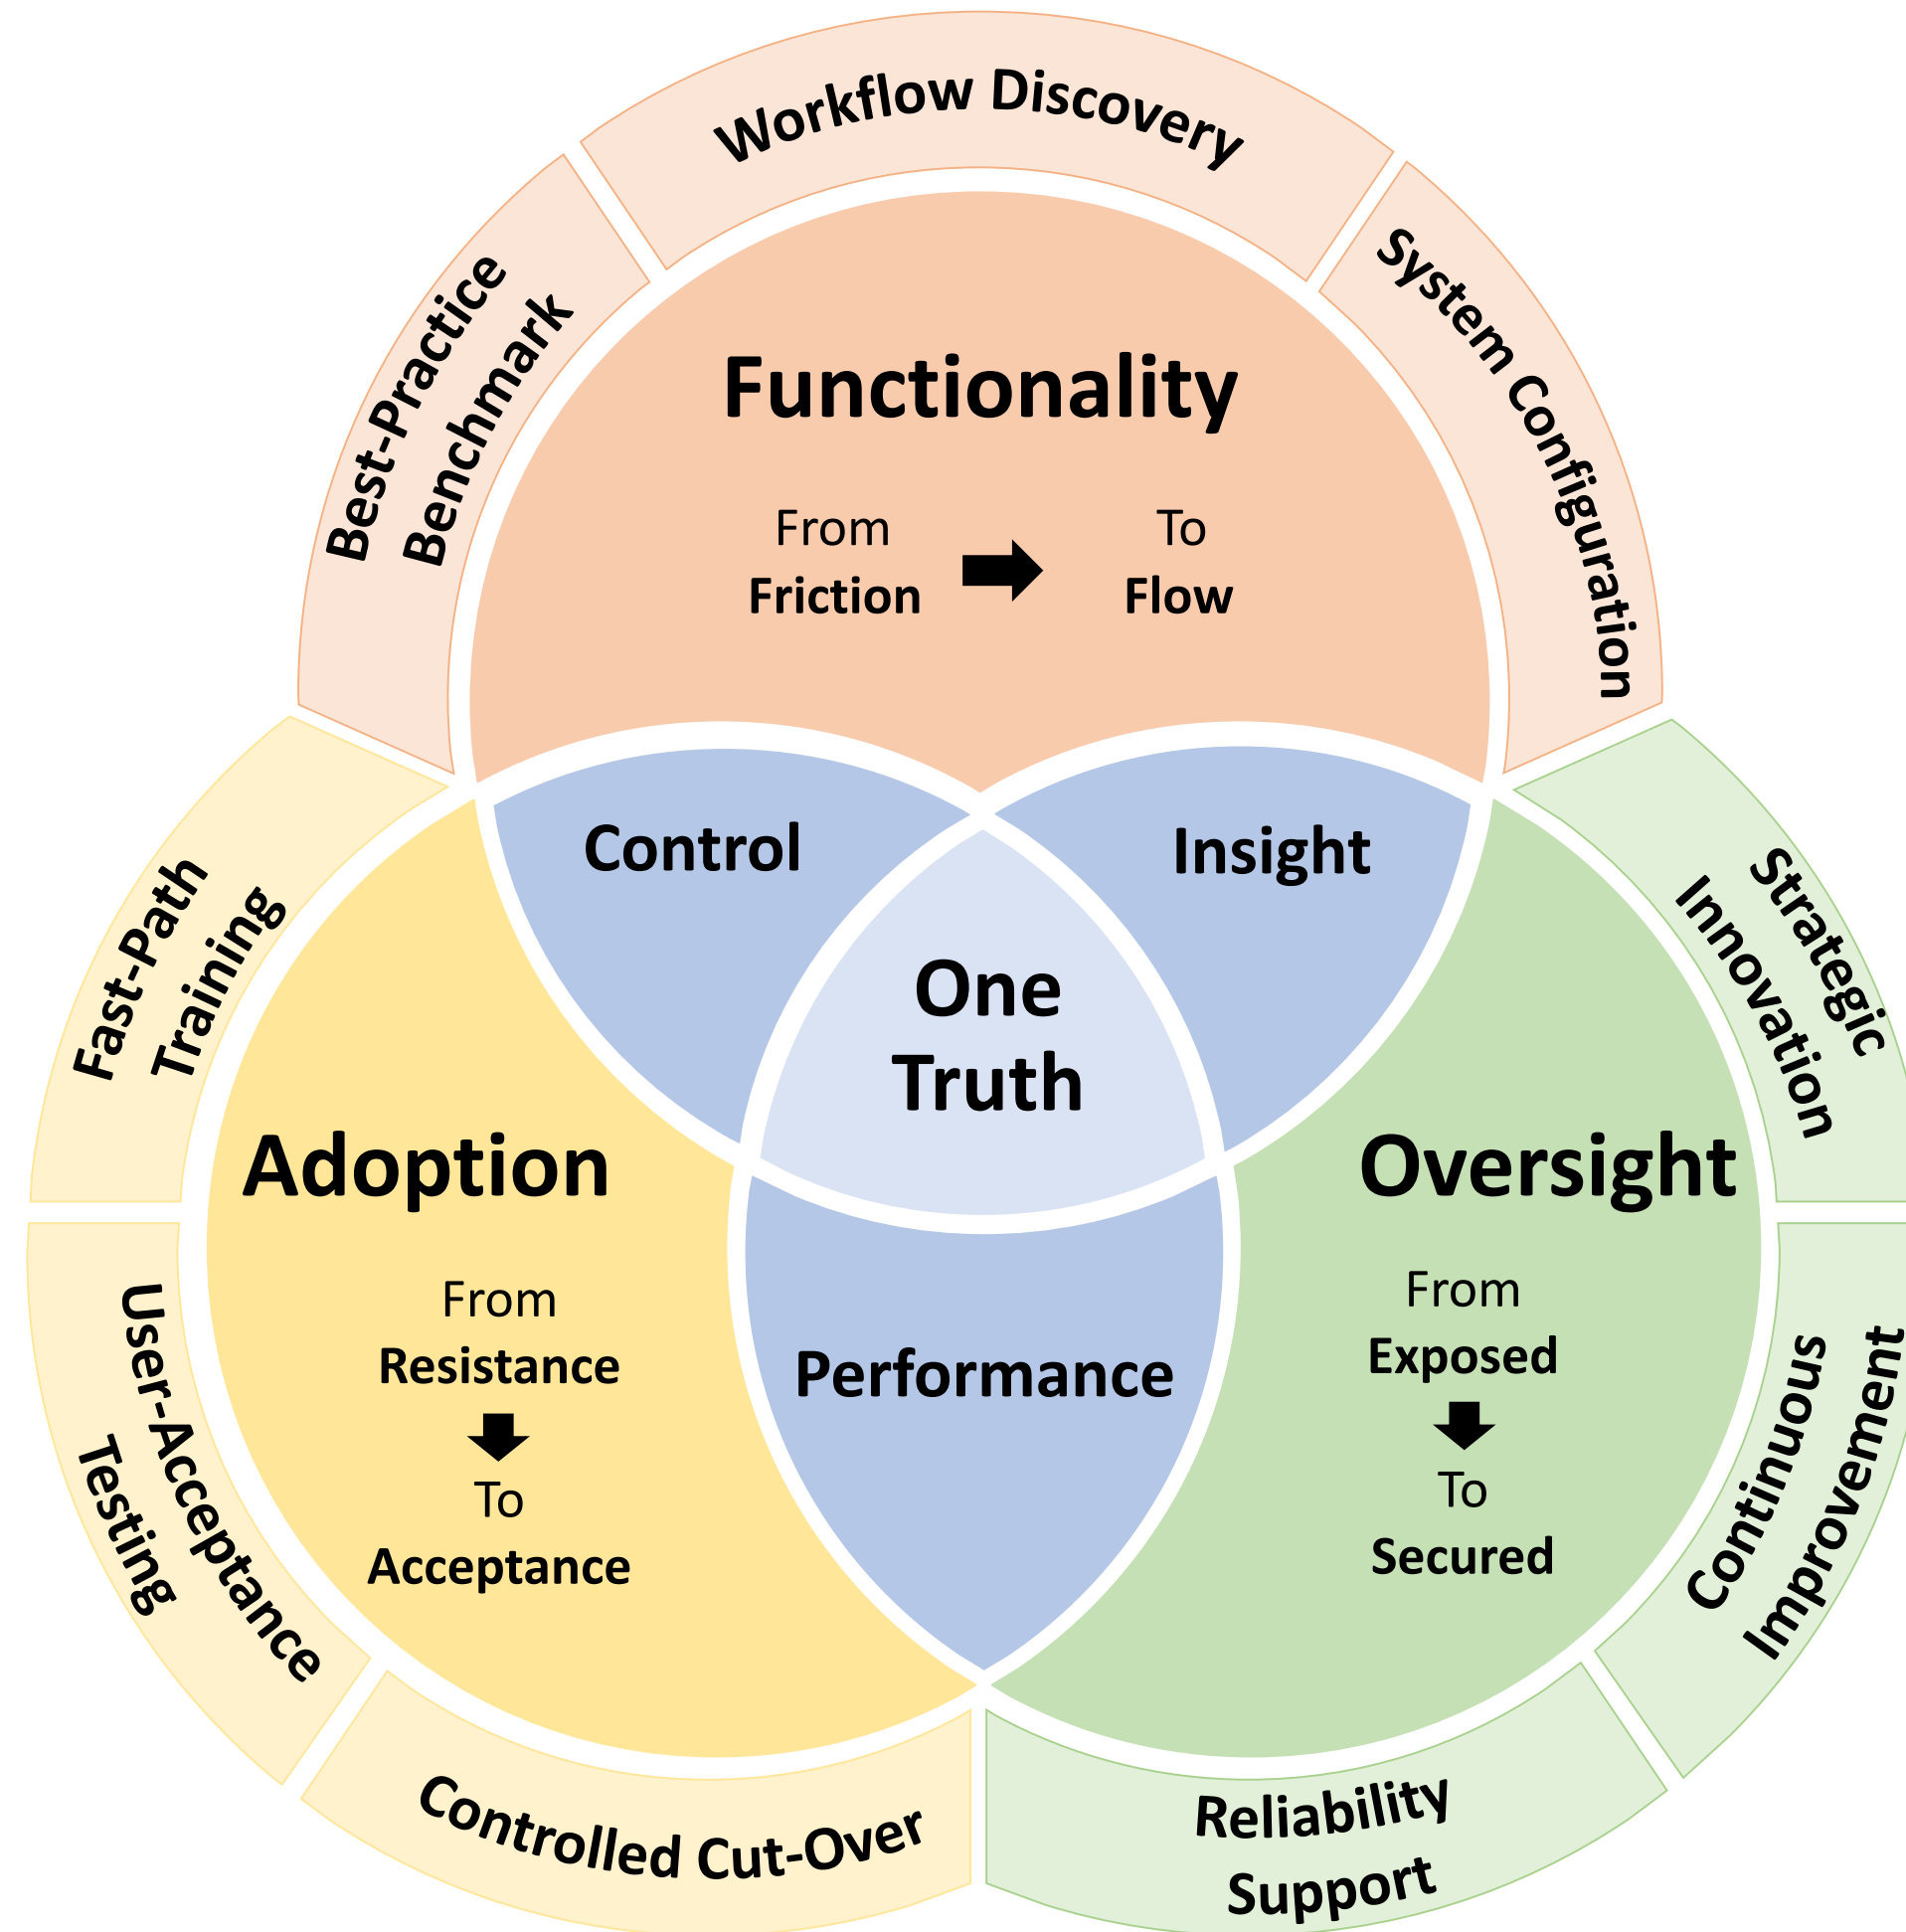 Workflow Discovery
Best-Practice
Benchmark
System Configuration
Functionality
From
Friction
To
Flow
Control
Insight
One
Truth
Fast-Path
Training
Strategic
Innovation
Adoption
From
Resistance
To
Acceptance
Oversight
From
Exposed
To
Secured
Performance
User-Acceptance
Testing
Continuous
Improvement
Controlled Cut-Over
Reliability
Support